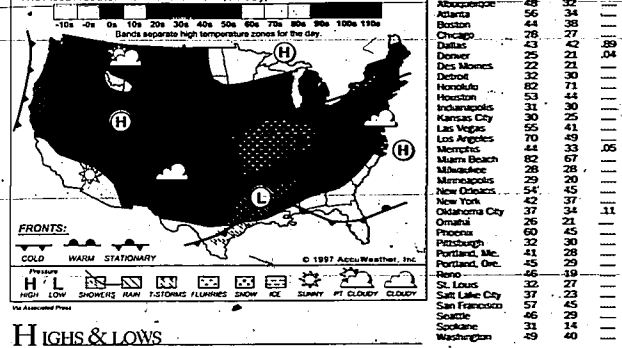 -10s -0s 0s 10s 20s 30s 40s 50s 60s 70s 80s 90s 100s 110s
Bands separate high temperature zones for the day.
H
H
H
L
FRONTS:
COLD WARM STATIONARY
© 1997 AccuWeather, Inc
Pressure
H L
HIGH LOW SHOWERS RAIN T-STORMS FLURRIES SNOW ICE SUNNY PT CLOUDY CLOUDY
Via Associated Press
HIGHS & LOWS
Albuquerque 48 32 —
Atlanta 56 34 —
Boston 44 38 —
Chicago 28 27 —
Dallas 43 42 .89
Denver 25 21 .04
Des Moines 22 21 —
Detroit 32 30 —
Honolulu 82 71 —
Houston 53 44 —
Indianapolis 31 30 —
Kansas City 30 25 —
Las Vegas 55 41 —
Los Angeles 70 49 —
Memphis 44 33 .05
Miami Beach 82 67 —
Milwaukee 28 28 —
Minneapolis 29 20 —
New Orleans 54 45 —
New York 42 37 —
Oklahoma City 37 34 .11
Omaha 26 21 —
Phoenix 60 45 —
Pittsburgh 32 30 —
Portland, Me. 41 28 —
Portland, Ore. 45 29 —
Reno 46 19 —
St. Louis 32 27 —
Salt Lake City 37 23 —
San Francisco 57 45 —
Seattle 46 29 —
Spokane 31 14 —
Washington 49 40 —